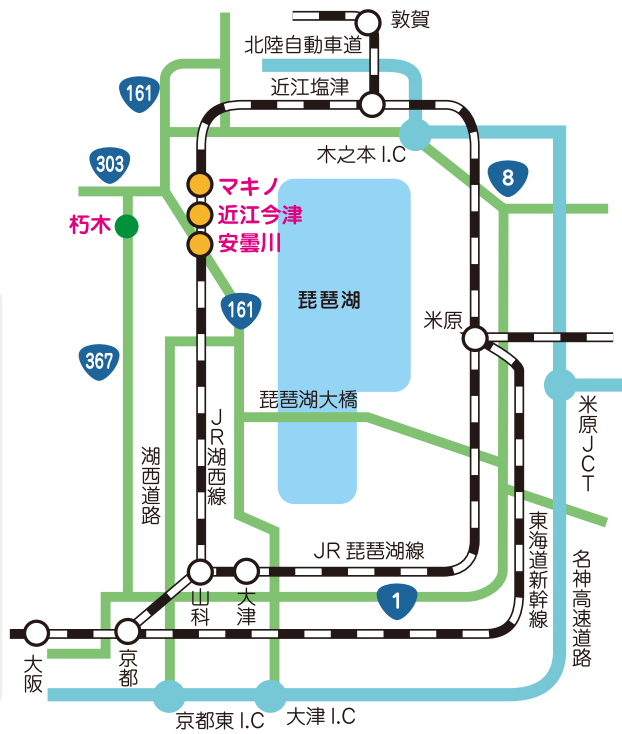 敦賀
北陸自動車道
近江塩津
161
木之本 I.C
303
8
マキノ
近江今津
朽木
安曇川
琵琶湖
161
米原
367
琵琶湖大橋
米原JCT
JR湖西線
湖西道路
東海道新幹線
JR 琵琶湖線
名神高速道路
山科
大津
1
大阪
京都
京都東 I.C
大津 I.C